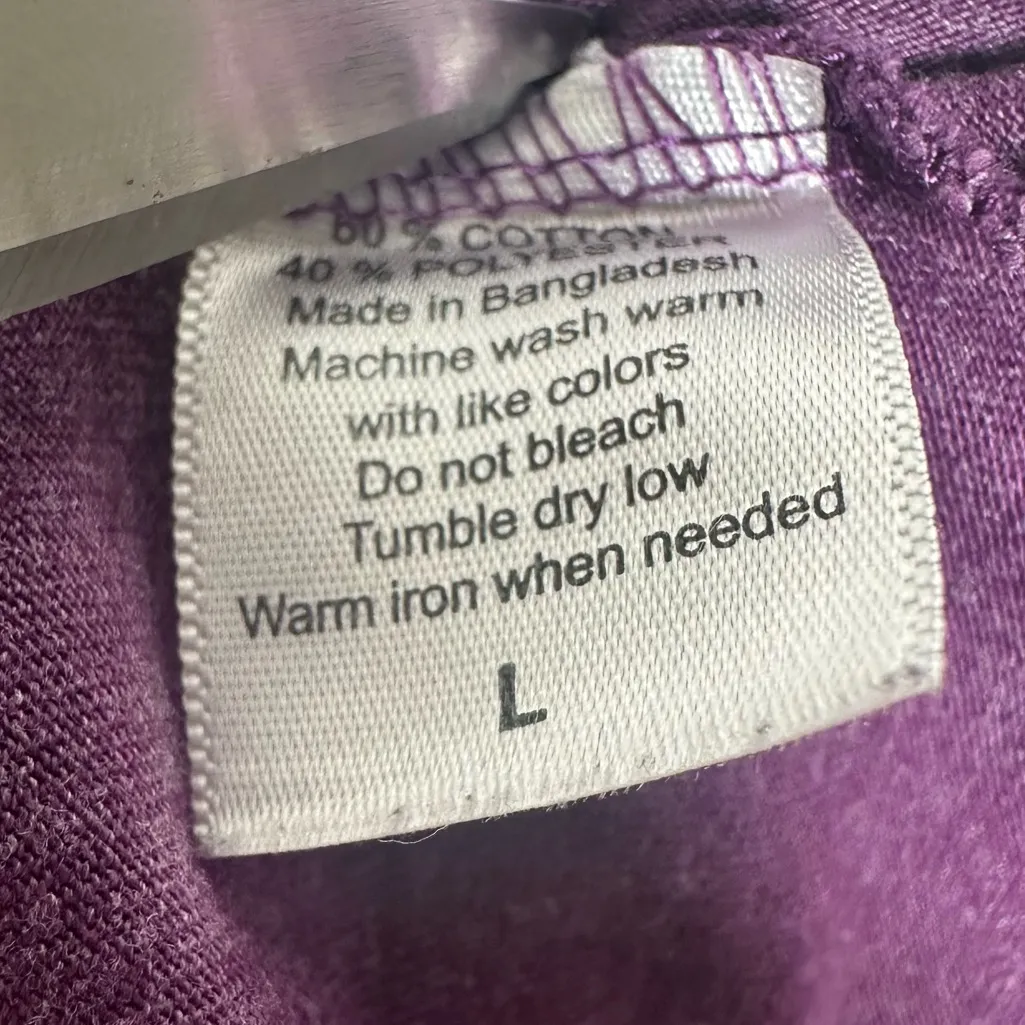 60 % COTTON
40 % POLYESTER
Made in Bangladesh
Machine wash warm
with like colors
Do not bleach
Tumble dry low
Warm iron when needed
L